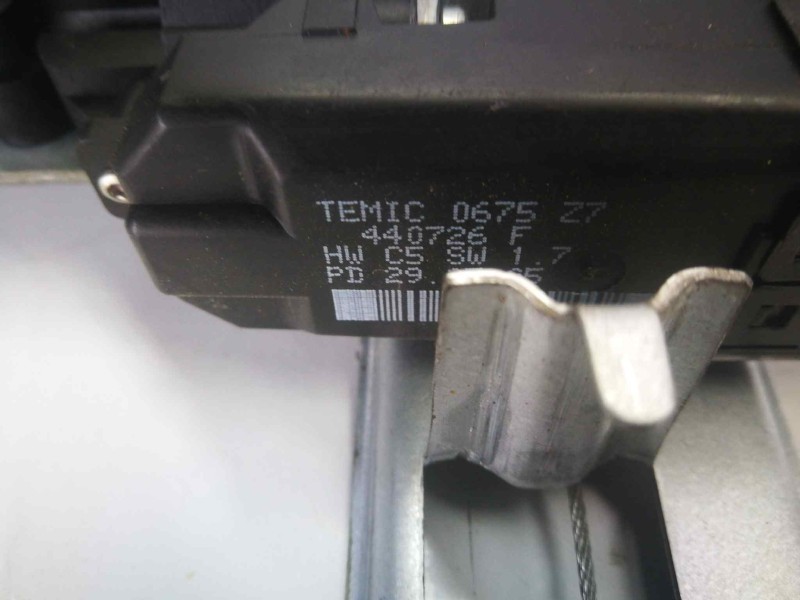 TEMIC 0675 Z7
440726 F
HW C5 SW 1.7
PD 29.